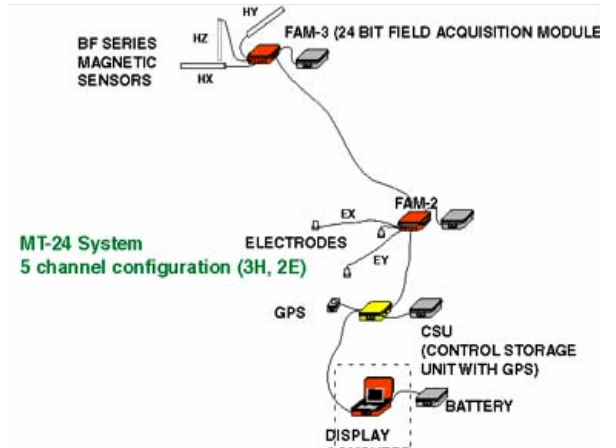 HY
HZ
BF SERIES
MAGNETIC
SENSORS
HX
FAM-3 (24 BIT FIELD ACQUISITION MODULE
FAM-2
EX
ELECTRODES
EY
MT-24 System
5 channel configuration (3H, 2E)
GPS
CSU
(CONTROL STORAGE
UNIT WITH GPS)
BATTERY
DISPLAY